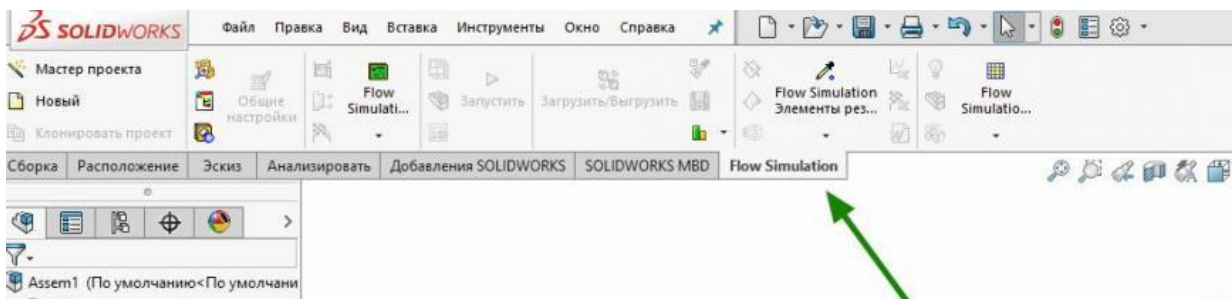 SOLIDWORKS Файл Правка Вид Вставка Инструменты Окно Справка
Мастер проекта
Новый
Клонировать проект
Общие настройки
Flow Simulati...
Запустить
Загрузить/Выгрузить
Flow Simulation Элементы рез...
Flow Simulatio...
Сборка Расположение Эскиз Анализировать Добавления SOLIDWORKS SOLIDWORKS MBD Flow Simulation
Assem1 (По умолчанию<По умолчани